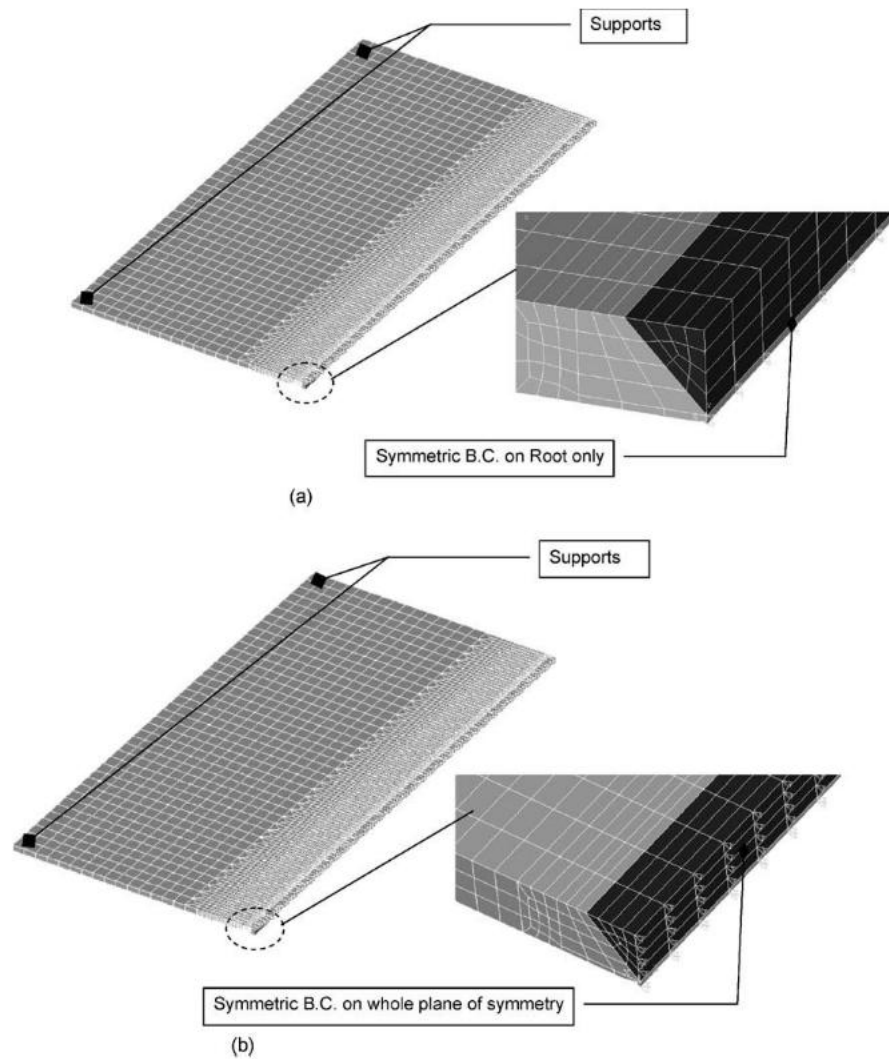 Supports
Symmetric B.C. on Root only
(a)
Supports
Symmetric B.C. on whole plane of symmetry
(b)